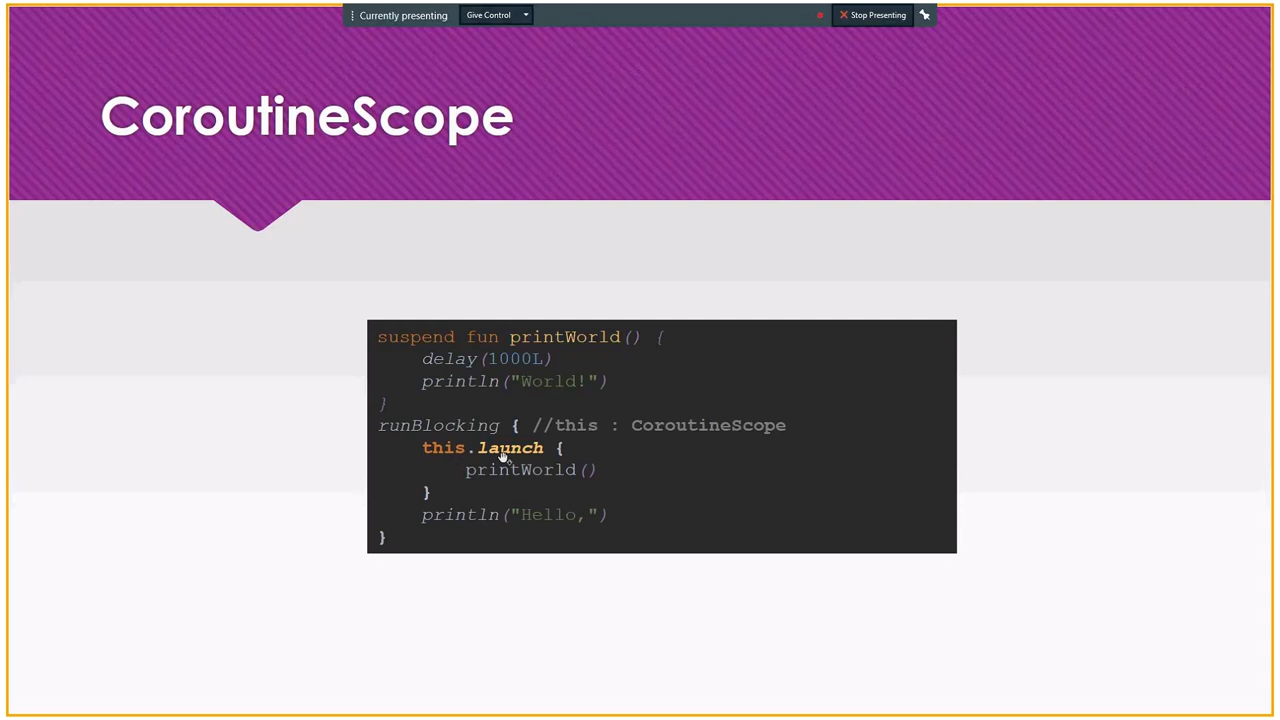 Currently presenting Give Control Stop Presenting
CoroutineScope
suspend fun printWorld() {
    delay(1000L)
    println("World!")
}
runBlocking { //this : CoroutineScope
    this.launch {
        printWorld()
    }
    println("Hello,")
}